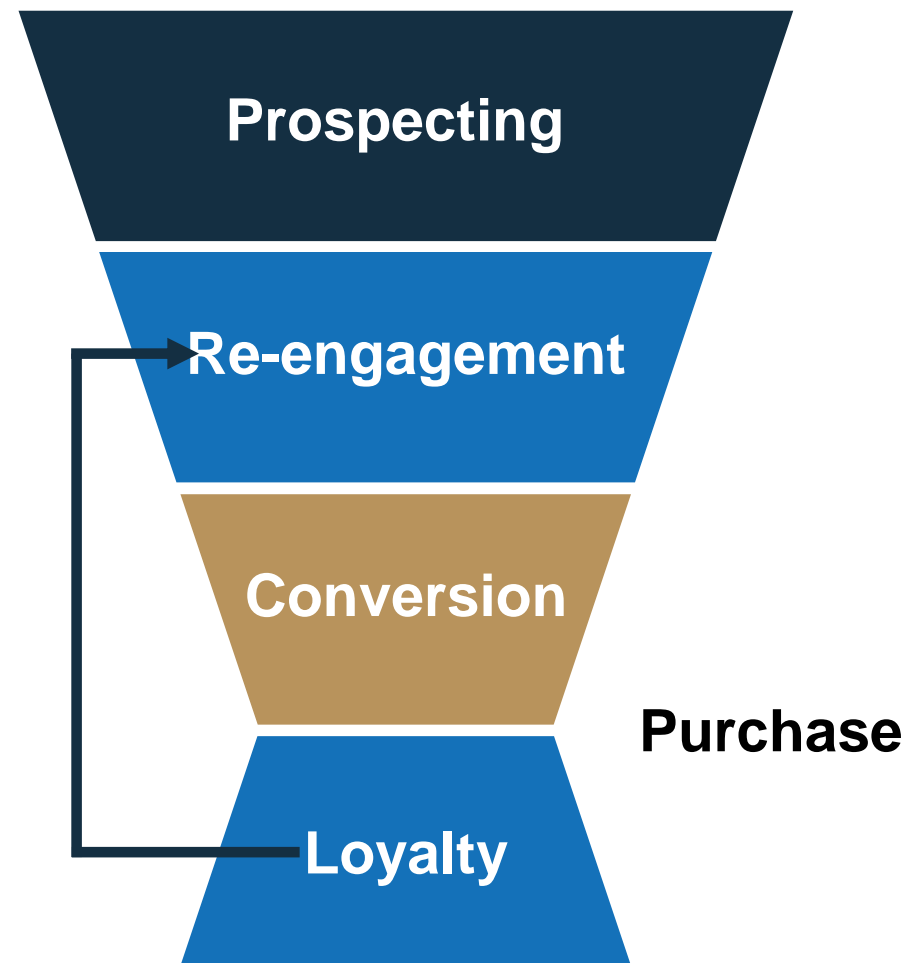 Prospecting
Re-engagement
Conversion
Purchase
Loyalty